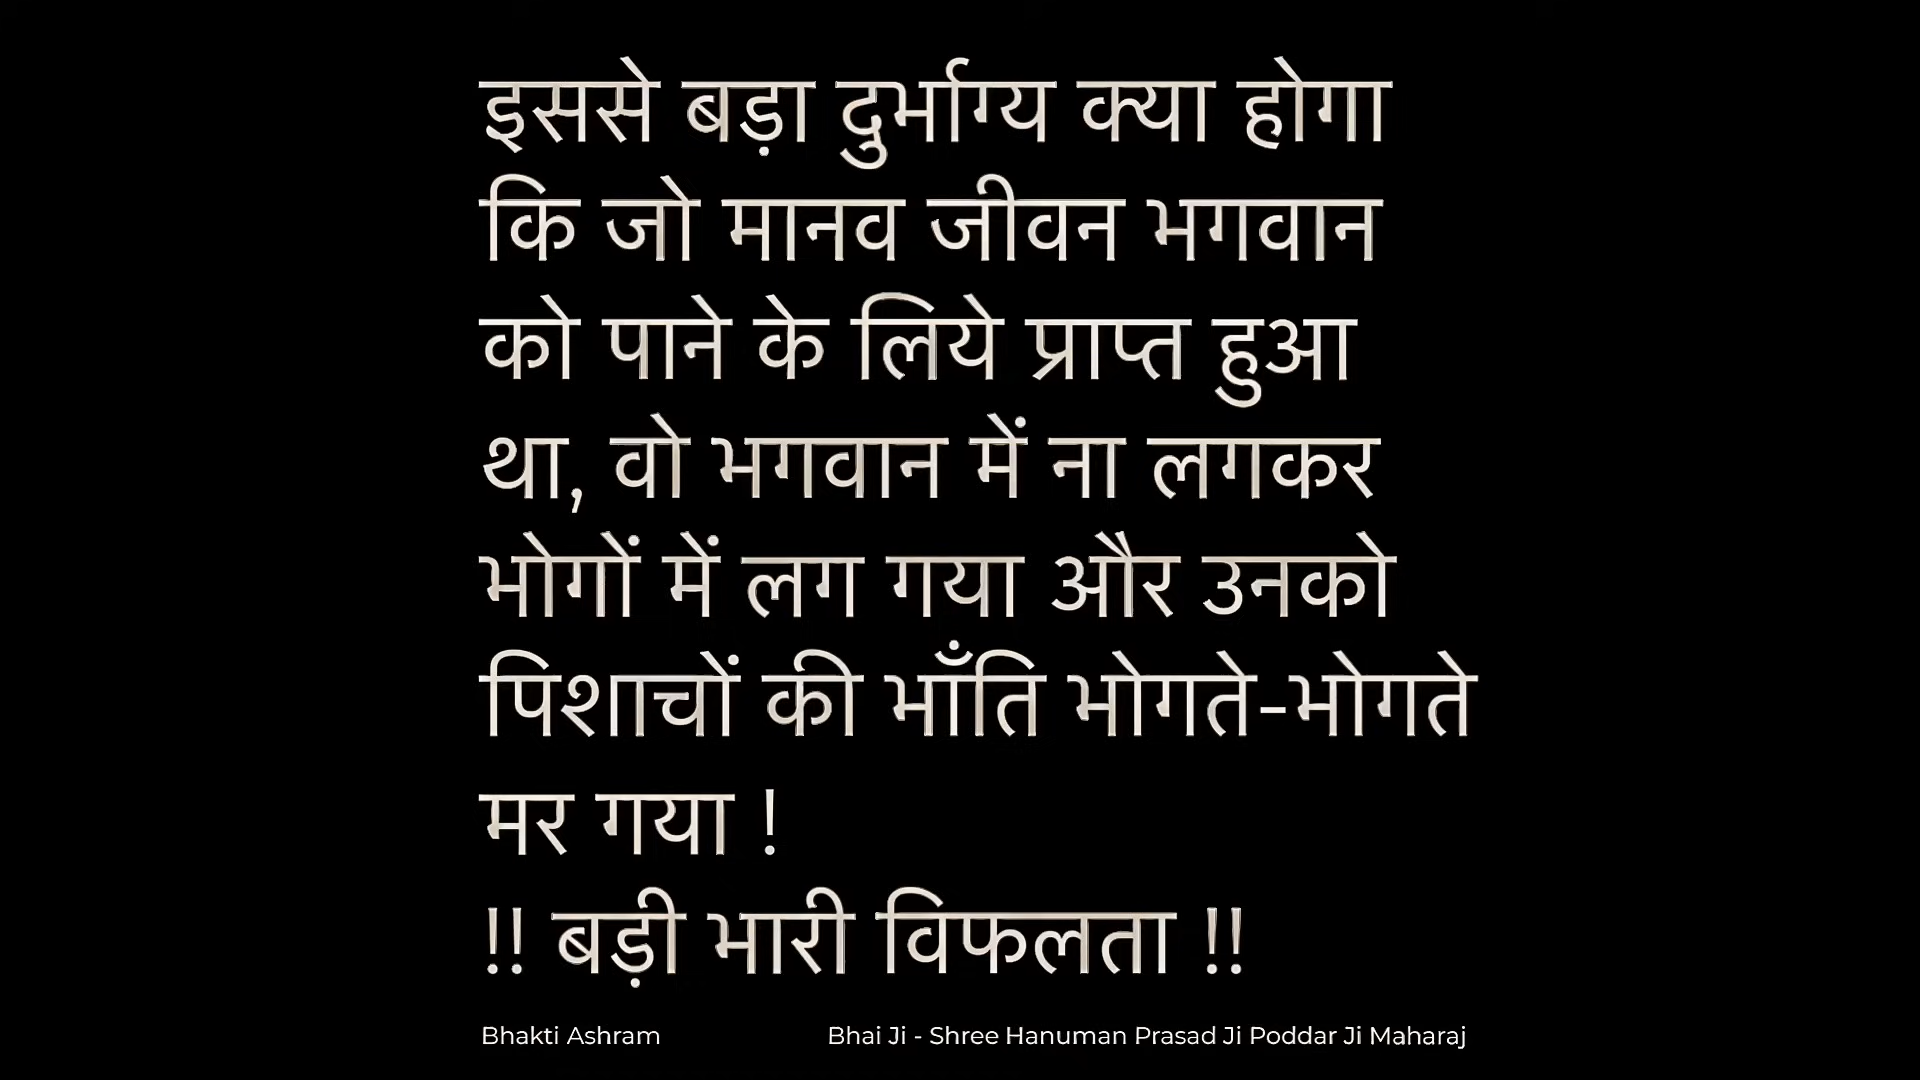 इससे बड़ा दुर्भाग्य क्या होगा
कि जो मानव जीवन भगवान
को पाने के लिये प्राप्त हुआ
था, वो भगवान में ना लगकर
भोगों में लग गया और उनको
पिशाचों की भाँति भोगते-भोगते
मर गया !
!! बड़ी भारी विफलता !!
Bhakti Ashram
Bhai Ji - Shree Hanuman Prasad Ji Poddar Ji Maharaj